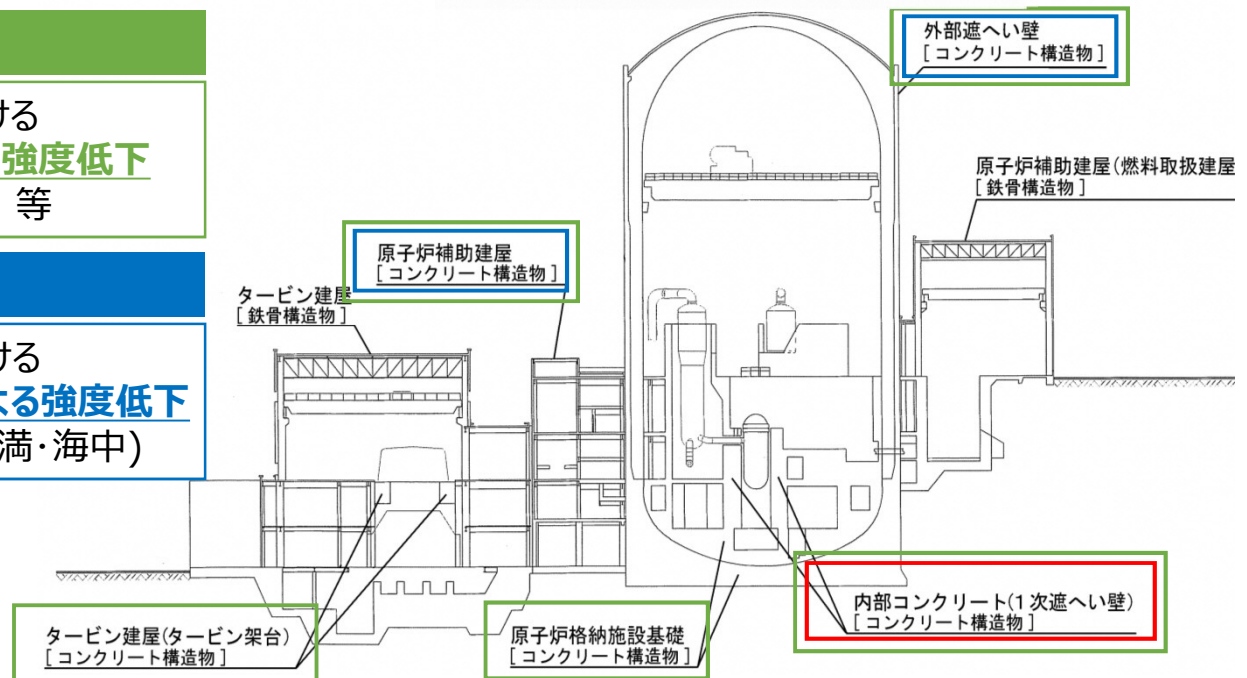 ける
強度低下
等
ける
よる強度低下
満・海中)
外部遮へい壁
[コンクリート構造物]
原子炉補助建屋(燃料取扱建屋
[鉄骨構造物]
原子炉補助建屋
[コンクリート構造物]
タービン建屋
[鉄骨構造物]
内部コンクリート(1次遮へい壁)
[コンクリート構造物]
タービン建屋(タービン架台)
[コンクリート構造物]
原子炉格納施設基礎
[コンクリート構造物]